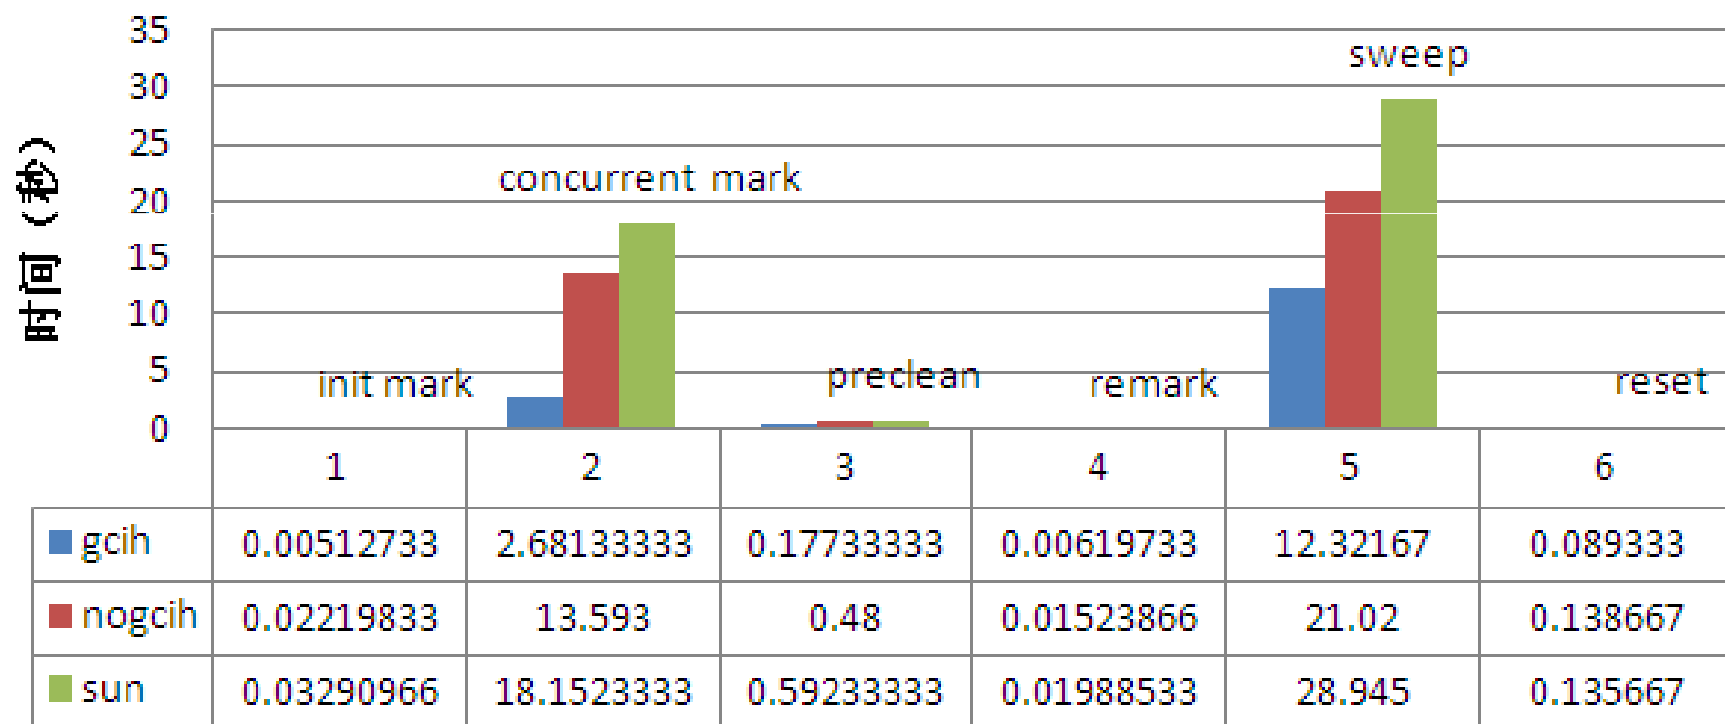 35
sweep
30
25
concurrent mark
20
15
10
5
init mark
preclean
remark
reset
0
时间（秒）
1 2 3 4 5 6
gcih 0.00512733 2.68133333 0.17733333 0.00619733 12.32167 0.089333
nogcih 0.02219833 13.593 0.48 0.01523866 21.02 0.138667
sun 0.03290966 18.1523333 0.59233333 0.01988533 28.945 0.135667